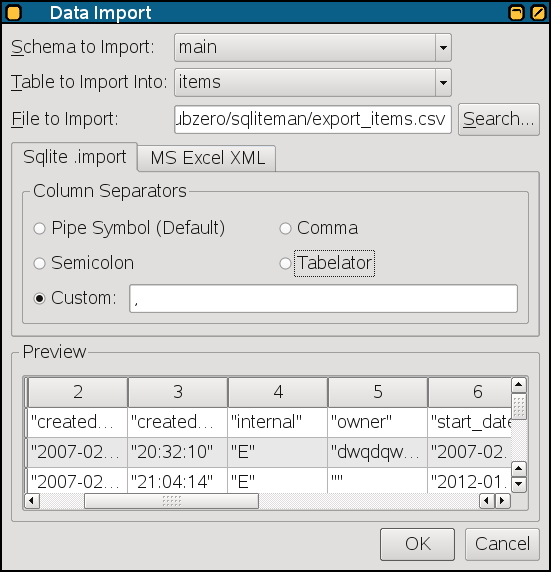 Data Import
Schema to Import: main
Table to Import Into: items
File to Import: ubzero/sqliteman/export_items.csv Search...
Sqlite .import MS Excel XML
Column Separators
Pipe Symbol (Default) Comma
Semicolon Tabelator
Custom: ,
Preview
2 3 4 5 6
"created... "created... "internal" "owner" "start_date
"2007-02... "20:32:10" "E" "dwqdqw... "2007-02.
"2007-02... "21:04:14" "E" "" "2012-01.
OK Cancel